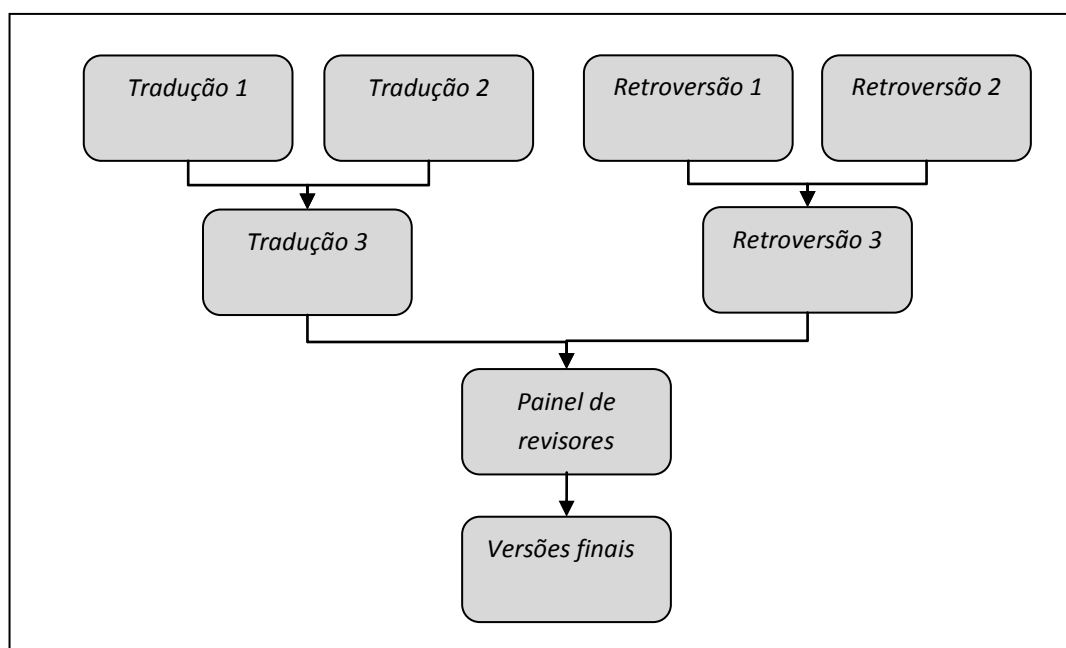 Tradução 1
Tradução 2
Retroversão 1
Retroversão 2
Tradução 3
Retroversão 3
Painel de
revisores
Versões finais